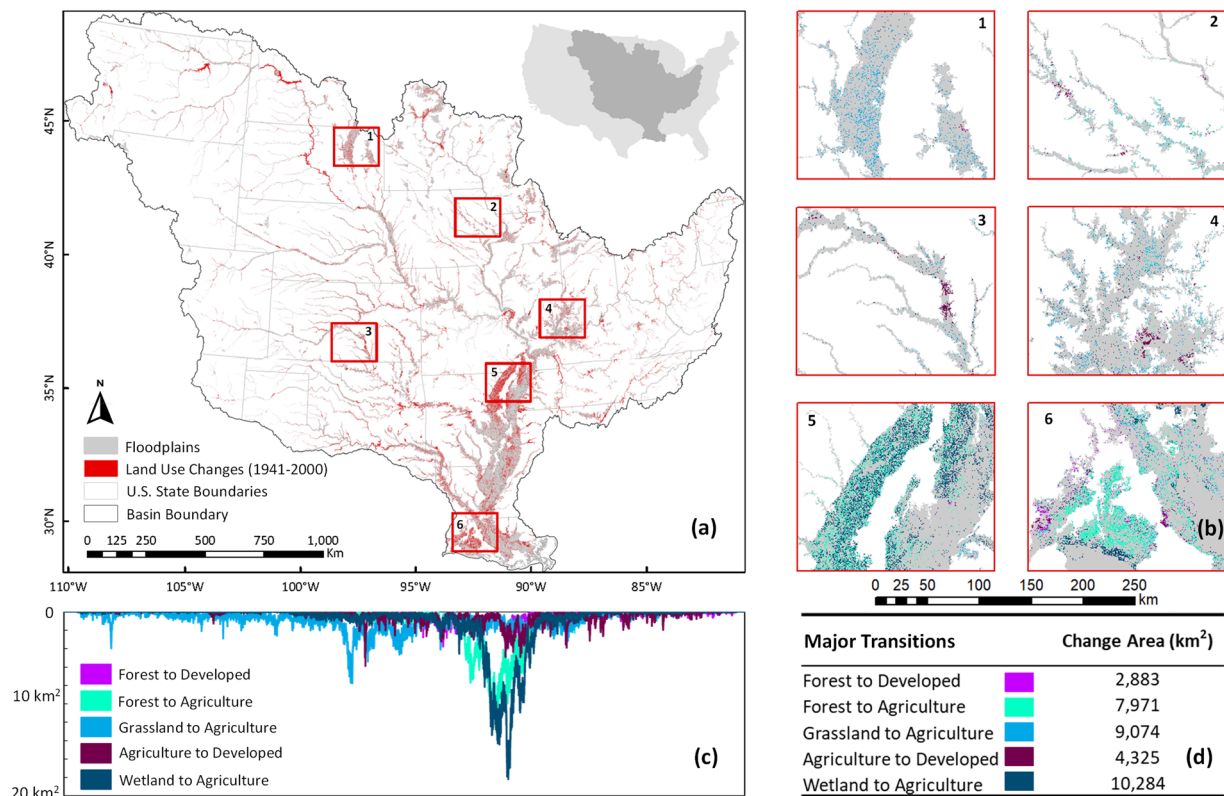 45°N
40°N
35°N
30°N
1
2
3
4
5
6
N
Floodplains
Land Use Changes (1941-2000)
U.S. State Boundaries
Basin Boundary
0 125 250 500 750 1,000
Km
(a)
110°W 105°W 100°W 95°W 90°W 85°W
1
2
3
4
5
6
(b)
0 25 50 100 150 200 250
km
0
10 km²
20 km²
Forest to Developed
Forest to Agriculture
Grassland to Agriculture
Agriculture to Developed
Wetland to Agriculture
(c)
Major Transitions Change Area (km²)
Forest to Developed 2,883
Forest to Agriculture 7,971
Grassland to Agriculture 9,074
Agriculture to Developed 4,325
Wetland to Agriculture 10,284
(d)